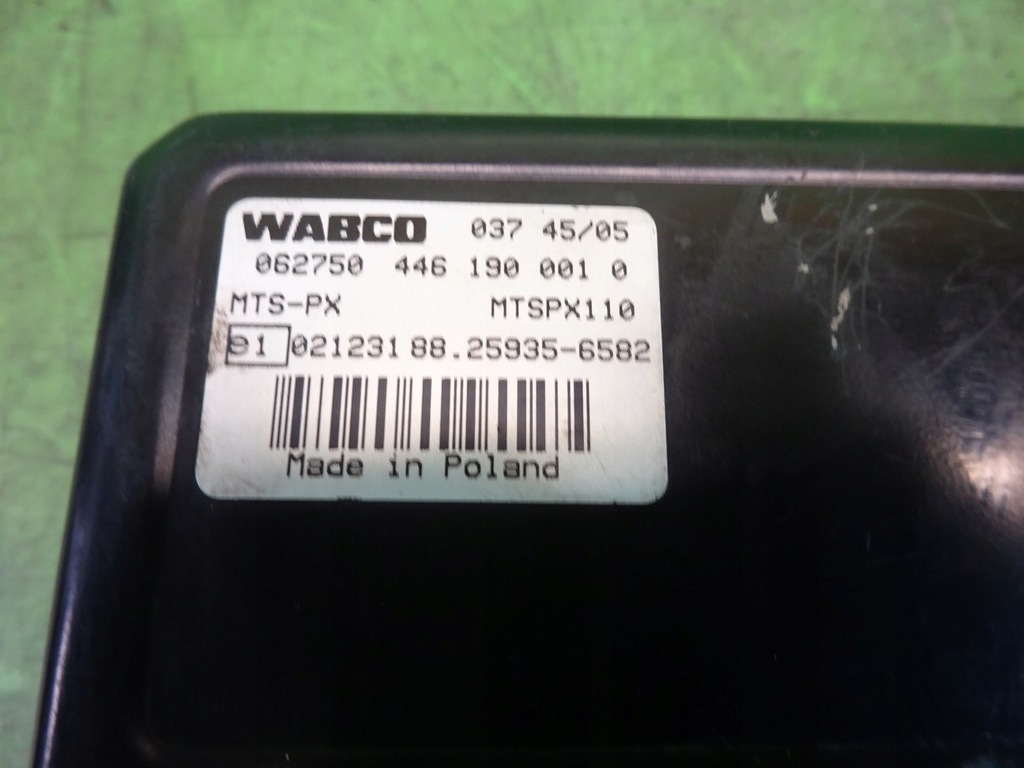 WABCO 037 45/05
062750 446 190 001 0
MTS-PX MTSPX110
021231 88.25935-6582
Made in Poland